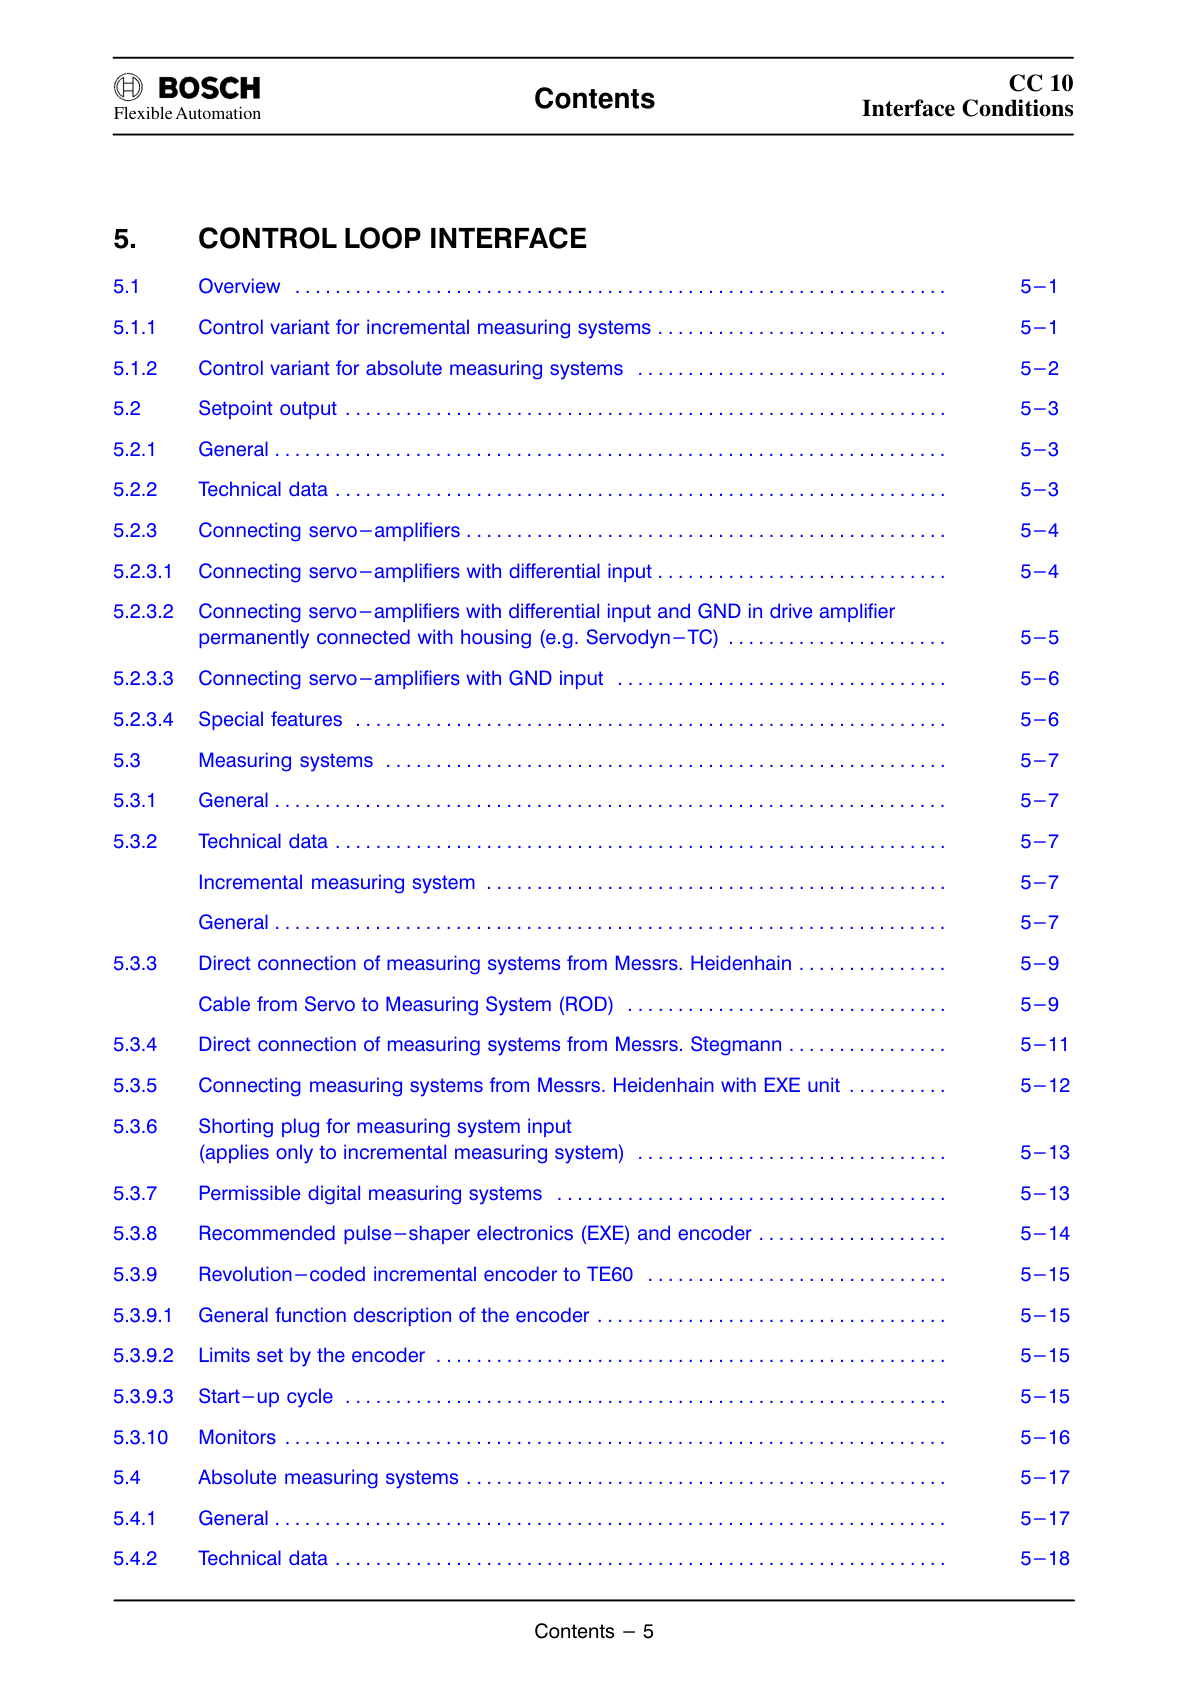 BOSCH
Flexible Automation
Contents
CC 10
Interface Conditions
5. CONTROL LOOP INTERFACE
5.1 Overview . . . . . . . . . . . . . . . . . . . . 5−1
5.1.1 Control variant for incremental measuring systems . . . . . . . . . . . . . . . . . . . . 5−1
5.1.2 Control variant for absolute measuring systems . . . . . . . . . . . . . . . . . . . . 5−2
5.2 Setpoint output . . . . . . . . . . . . . . . . . . . . 5−3
5.2.1 General . . . . . . . . . . . . . . . . . . . . 5−3
5.2.2 Technical data . . . . . . . . . . . . . . . . . . . . 5−3
5.2.3 Connecting servo−amplifiers . . . . . . . . . . . . . . . . . . . . 5−4
5.2.3.1 Connecting servo−amplifiers with differential input . . . . . . . . . . . . . . . . . . . . 5−4
5.2.3.2 Connecting servo−amplifiers with differential input and GND in drive amplifier
permanently connected with housing (e.g. Servodyn−TC) . . . . . . . . . . . . . . . . . . . . 5−5
5.2.3.3 Connecting servo−amplifiers with GND input . . . . . . . . . . . . . . . . . . . . 5−6
5.2.3.4 Special features . . . . . . . . . . . . . . . . . . . . 5−6
5.3 Measuring systems . . . . . . . . . . . . . . . . . . . . 5−7
5.3.1 General . . . . . . . . . . . . . . . . . . . . 5−7
5.3.2 Technical data . . . . . . . . . . . . . . . . . . . . 5−7
Incremental measuring system . . . . . . . . . . . . . . . . . . . . 5−7
General . . . . . . . . . . . . . . . . . . . . 5−7
5.3.3 Direct connection of measuring systems from Messrs. Heidenhain . . . . . . . . . . . . . . . 5−9
Cable from Servo to Measuring System (ROD) . . . . . . . . . . . . . . . . . . . . 5−9
5.3.4 Direct connection of measuring systems from Messrs. Stegmann . . . . . . . . . . . . . . . . 5−11
5.3.5 Connecting measuring systems from Messrs. Heidenhain with EXE unit . . . . . . . . . . 5−12
5.3.6 Shorting plug for measuring system input
(applies only to incremental measuring system) . . . . . . . . . . . . . . . . . . . . 5−13
5.3.7 Permissible digital measuring systems . . . . . . . . . . . . . . . . . . . . 5−13
5.3.8 Recommended pulse−shaper electronics (EXE) and encoder . . . . . . . . . . . . . . . . . . . 5−14
5.3.9 Revolution−coded incremental encoder to TE60 . . . . . . . . . . . . . . . . . . . . 5−15
5.3.9.1 General function description of the encoder . . . . . . . . . . . . . . . . . . . . 5−15
5.3.9.2 Limits set by the encoder . . . . . . . . . . . . . . . . . . . . 5−15
5.3.9.3 Start−up cycle . . . . . . . . . . . . . . . . . . . . 5−15
5.3.10 Monitors . . . . . . . . . . . . . . . . . . . . 5−16
5.4 Absolute measuring systems . . . . . . . . . . . . . . . . . . . . 5−17
5.4.1 General . . . . . . . . . . . . . . . . . . . . 5−17
5.4.2 Technical data . . . . . . . . . . . . . . . . . . . . 5−18
Contents − 5